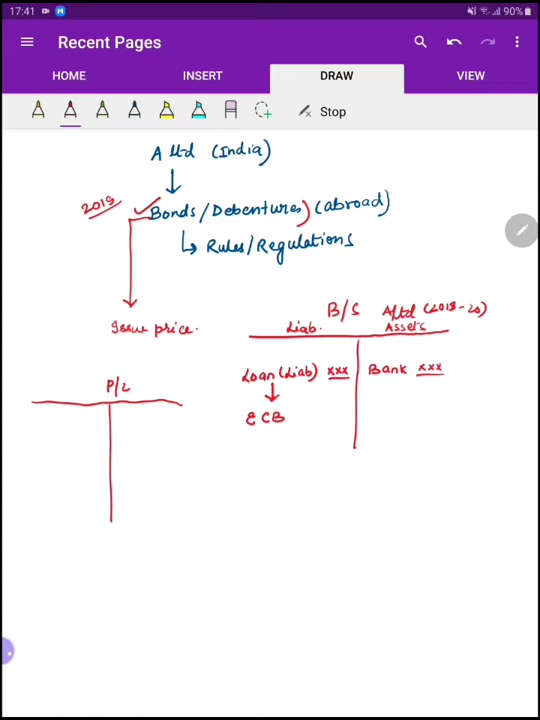 17:41 90%
Recent Pages
HOME INSERT DRAW VIEW
Stop
A ltd (India)
2019 Bonds/Debentures) (abroad)
Rules/Regulations
Issue price.
B/S A ltd (2019-20)
Liab. Assets
Loan (Liab) xxx Bank xxx
P/L
ECB